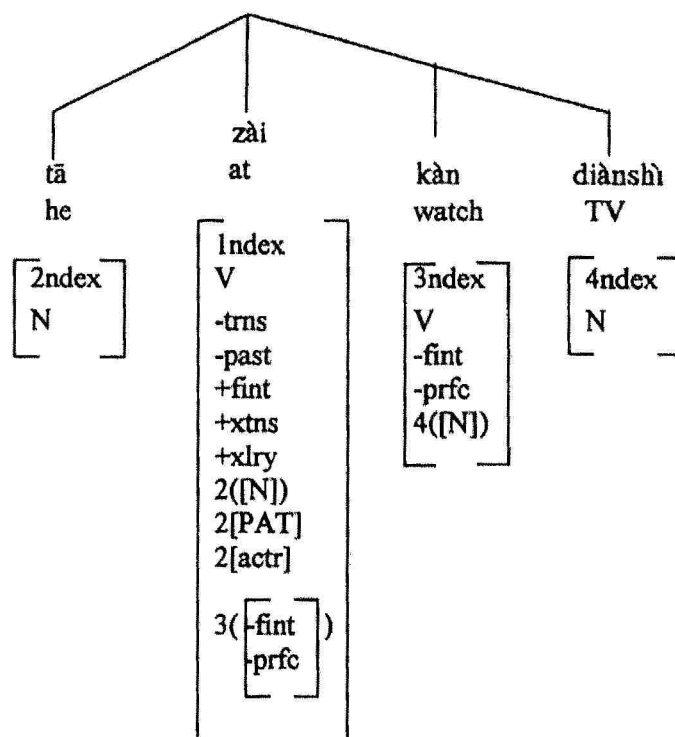 tā
he
2ndex
N
zài
at
1ndex
V
-trns
-past
+fint
+xtns
+xlry
2([N])
2[PAT]
2[actr]
3([-fint
-prfc])
kàn
watch
3ndex
V
-fint
-prfc
4([N])
diànshì
TV
4ndex
N